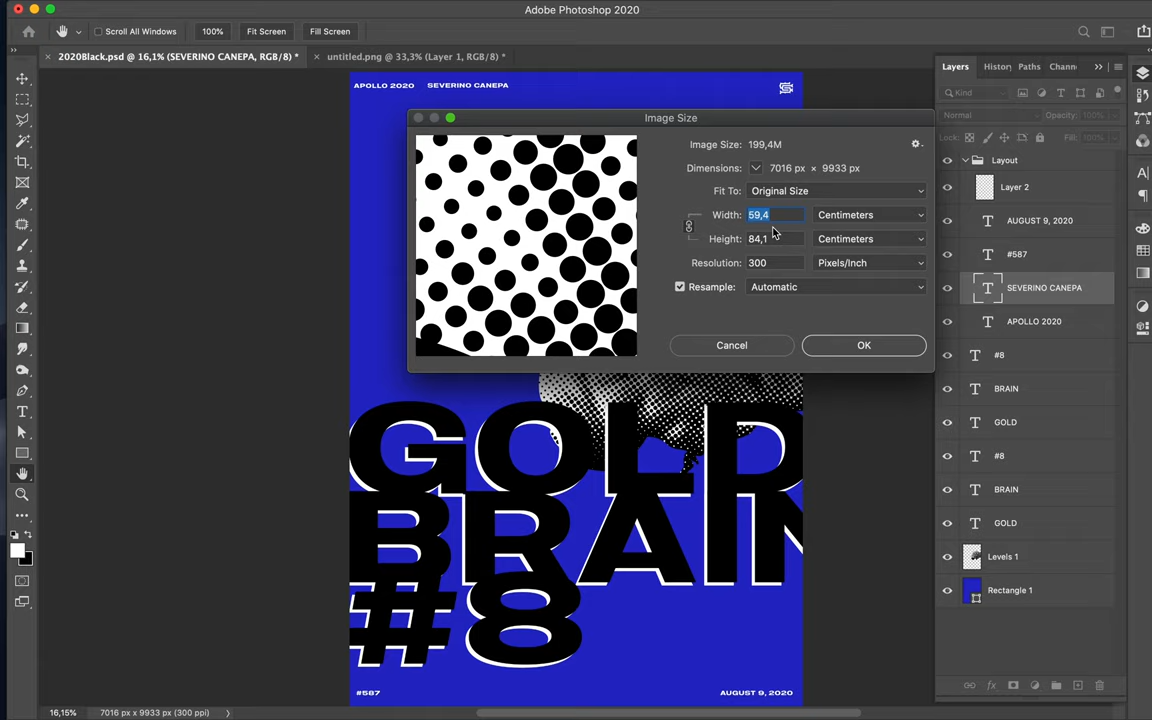 Adobe Photoshop 2020
Scroll All Windows
100%
Fit Screen
Fill Screen
2020Black.psd @ 16,1% (SEVERINO CANEPA, RGB/8) *
untitled.png @ 33,3% (Layer 1, RGB/8) *
APOLLO 2020 SEVERINO CANEPA
Image Size
Image Size: 199,4M
Dimensions: 7016 px × 9933 px
Fit To: Original Size
Width: 59,4 Centimeters
Height: 84,1 Centimeters
Resolution: 300 Pixels/Inch
Resample: Automatic
Cancel
OK
GOLD
BRAIN
#8
#587
AUGUST 9, 2020
Layers Histor Paths Chann
Kind
Normal Opacity: 100%
Lock: Fill: 100%
Layout
Layer 2
AUGUST 9, 2020
#587
SEVERINO CANEPA
APOLLO 2020
#8
BRAIN
GOLD
#8
BRAIN
GOLD
Levels 1
Rectangle 1
16,15% 7016 px x 9933 px (300 ppi)